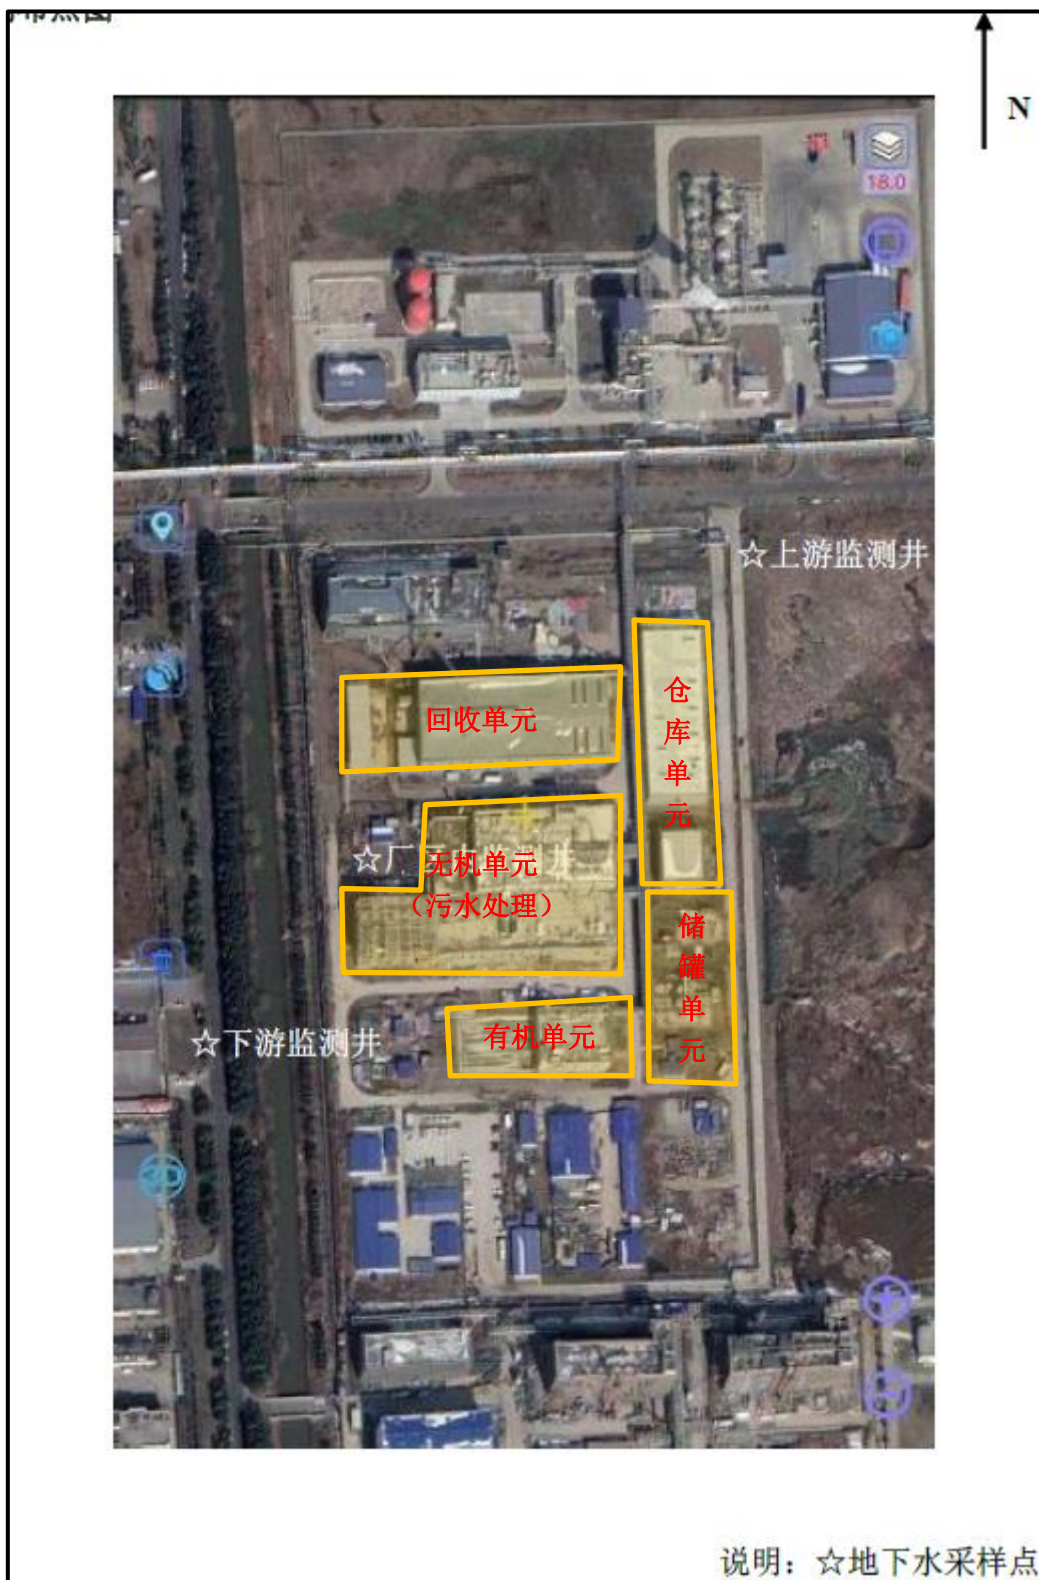 N
18.0
☆上游监测井
仓库单元
回收单元
☆厂
井
无机单元
（污水处理）
储罐单元
有机单元
☆下游监测井
说明：☆地下水采样点